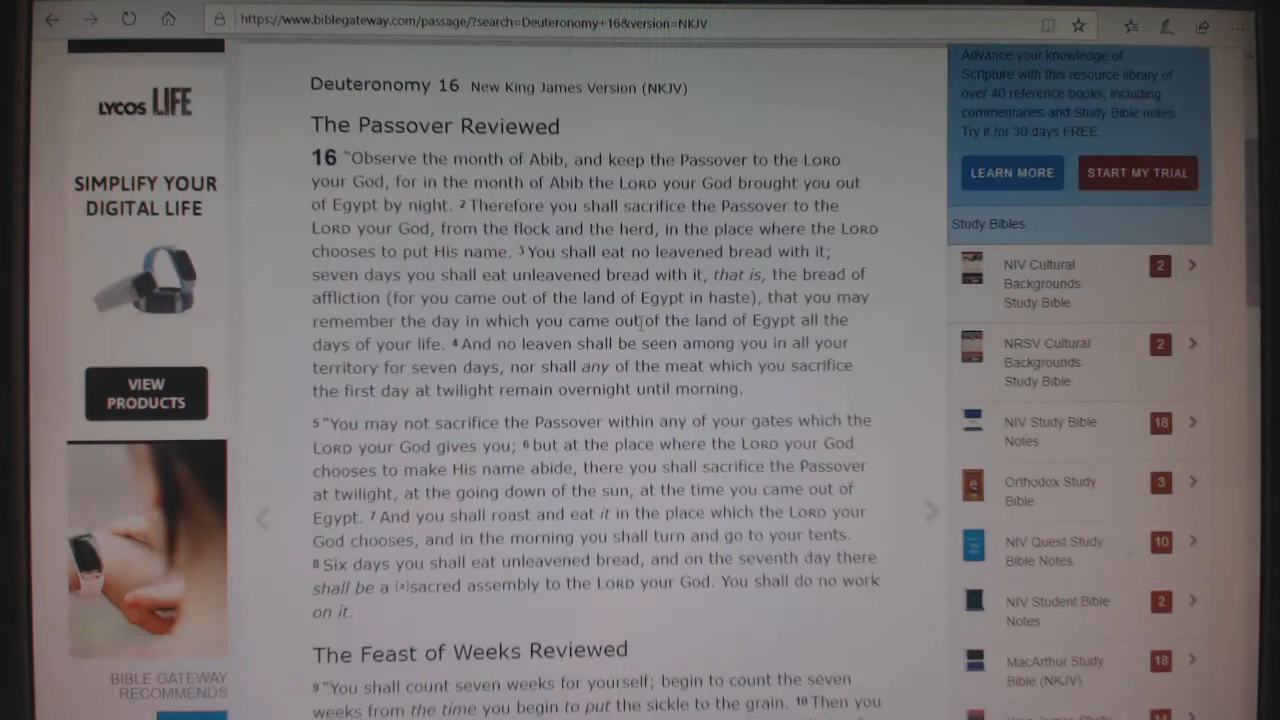 https://www.biblegateway.com/passage/?search=Deuteronomy+16&version=NKJV
LYCOS LIFE
SIMPLIFY YOUR
DIGITAL LIFE
VIEW
PRODUCTS
BIBLE GATEWAY
RECOMMENDS
Deuteronomy 16 New King James Version (NKJV)
The Passover Reviewed
16 "Observe the month of Abib, and keep the Passover to the LORD
your God, for in the month of Abib the LORD your God brought you out
of Egypt by night. 2 Therefore you shall sacrifice the Passover to the
LORD your God, from the flock and the herd, in the place where the LORD
chooses to put His name. 3 You shall eat no leavened bread with it;
seven days you shall eat unleavened bread with it, that is, the bread of
affliction (for you came out of the land of Egypt in haste), that you may
remember the day in which you came out of the land of Egypt all the
days of your life. 4 And no leaven shall be seen among you in all your
territory for seven days, nor shall any of the meat which you sacrifice
the first day at twilight remain overnight until morning.
5 "You may not sacrifice the Passover within any of your gates which the
LORD your God gives you; 6 but at the place where the LORD your God
chooses to make His name abide, there you shall sacrifice the Passover
at twilight, at the going down of the sun, at the time you came out of
Egypt. 7 And you shall roast and eat it in the place which the LORD your
God chooses, and in the morning you shall turn and go to your tents.
8 Six days you shall eat unleavened bread, and on the seventh day there
shall be a [a]sacred assembly to the LORD your God. You shall do no work
on it.
The Feast of Weeks Reviewed
9 "You shall count seven weeks for yourself; begin to count the seven
weeks from the time you begin to put the sickle to the grain. 10 Then you
Advance your knowledge of
Scripture with this resource library of
over 40 reference books, including
commentaries and Study Bible notes.
Try it for 30 days FREE.
LEARN MORE START MY TRIAL
Study Bibles
NIV Cultural 2
Backgrounds
Study Bible
NRSV Cultural 2
Backgrounds
Study Bible
NIV Study Bible 18
Notes
Orthodox Study 3
Bible
NIV Quest Study 10
Bible Notes
NIV Student Bible 2
Notes
MacArthur Study 18
Bible (NKJV)